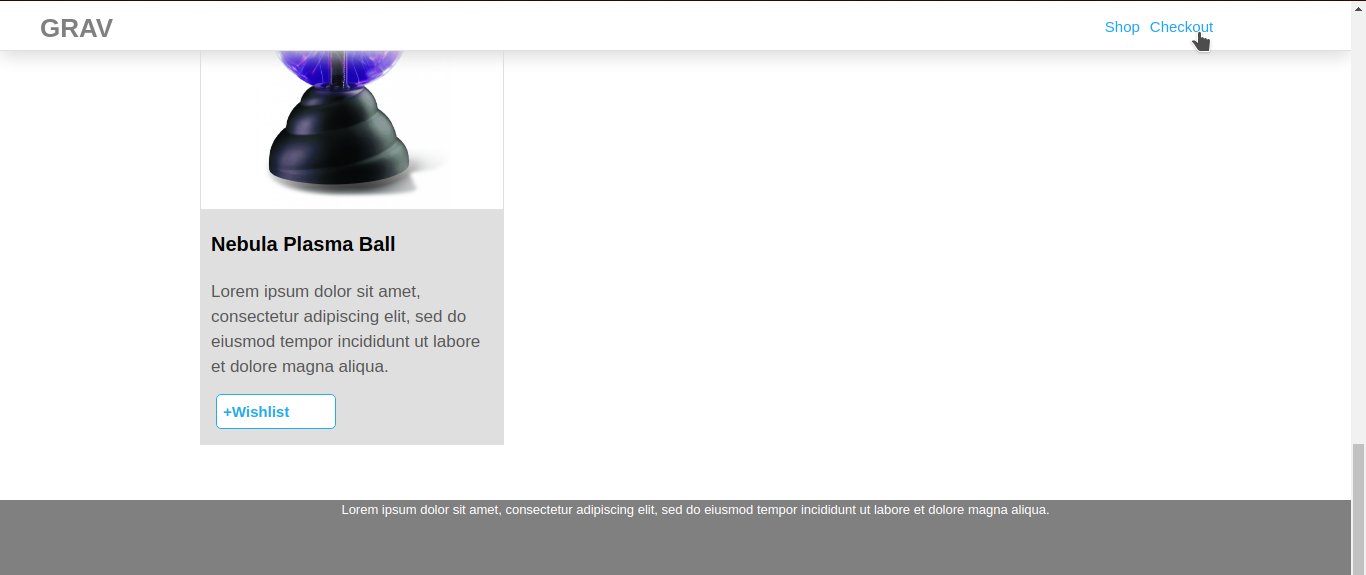 GRAV
Shop Checkout
Nebula Plasma Ball
Lorem ipsum dolor sit amet,
consectetur adipiscing elit, sed do
eiusmod tempor incididunt ut labore
et dolore magna aliqua.
+Wishlist
Lorem ipsum dolor sit amet, consectetur adipiscing elit, sed do eiusmod tempor incididunt ut labore et dolore magna aliqua.